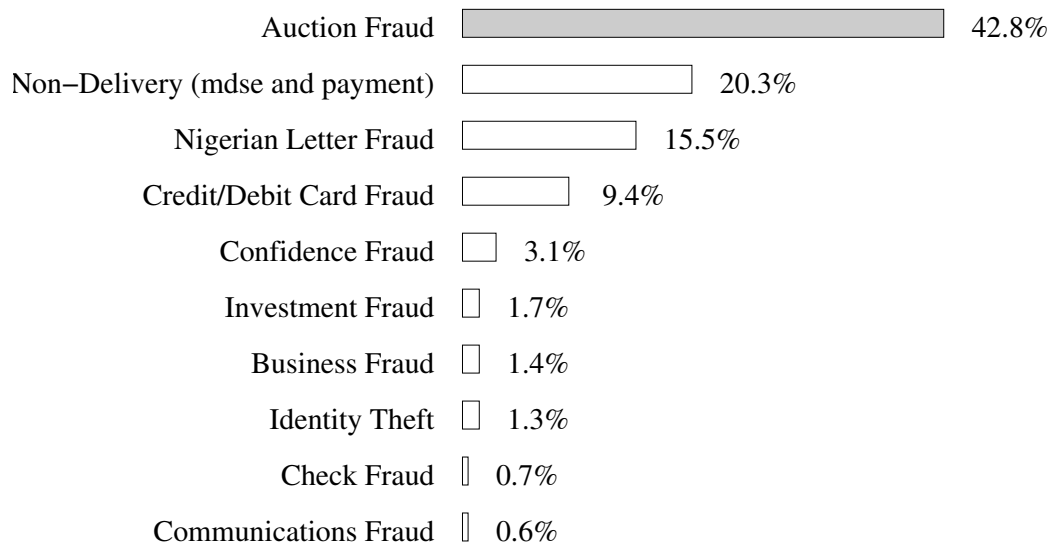 Auction Fraud 42.8%
Non−Delivery (mdse and payment) 20.3%
Nigerian Letter Fraud 15.5%
Credit/Debit Card Fraud 9.4%
Confidence Fraud 3.1%
Investment Fraud 1.7%
Business Fraud 1.4%
Identity Theft 1.3%
Check Fraud 0.7%
Communications Fraud 0.6%